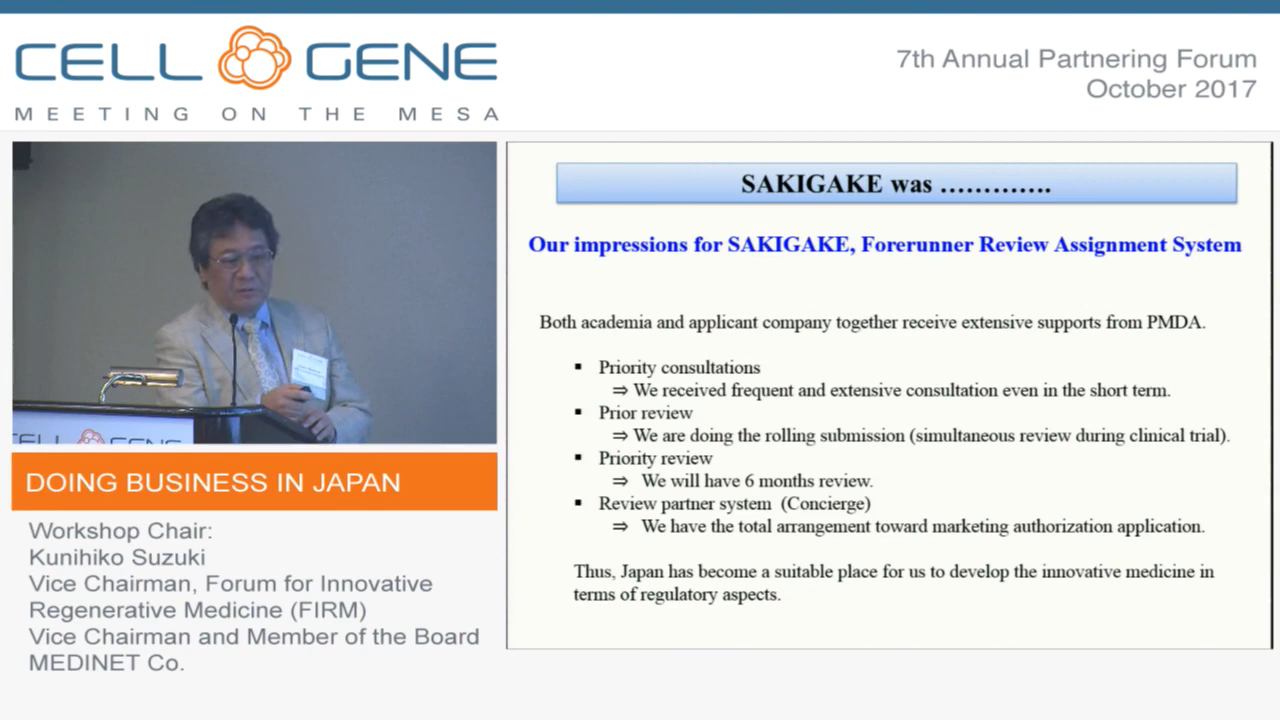 CELL GENE
MEETING ON THE MESA
7th Annual Partnering Forum
October 2017
CELL GENE
DOING BUSINESS IN JAPAN
Workshop Chair:
Kunihiko Suzuki
Vice Chairman, Forum for Innovative
Regenerative Medicine (FIRM)
Vice Chairman and Member of the Board
MEDINET Co.
SAKIGAKE was .............
Our impressions for SAKIGAKE, Forerunner Review Assignment System
Both academia and applicant company together receive extensive supports from PMDA.
▪ Priority consultations
⇒ We received frequent and extensive consultation even in the short term.
▪ Prior review
⇒ We are doing the rolling submission (simultaneous review during clinical trial).
▪ Priority review
⇒ We will have 6 months review.
▪ Review partner system (Concierge)
⇒ We have the total arrangement toward marketing authorization application.
Thus, Japan has become a suitable place for us to develop the innovative medicine in
terms of regulatory aspects.